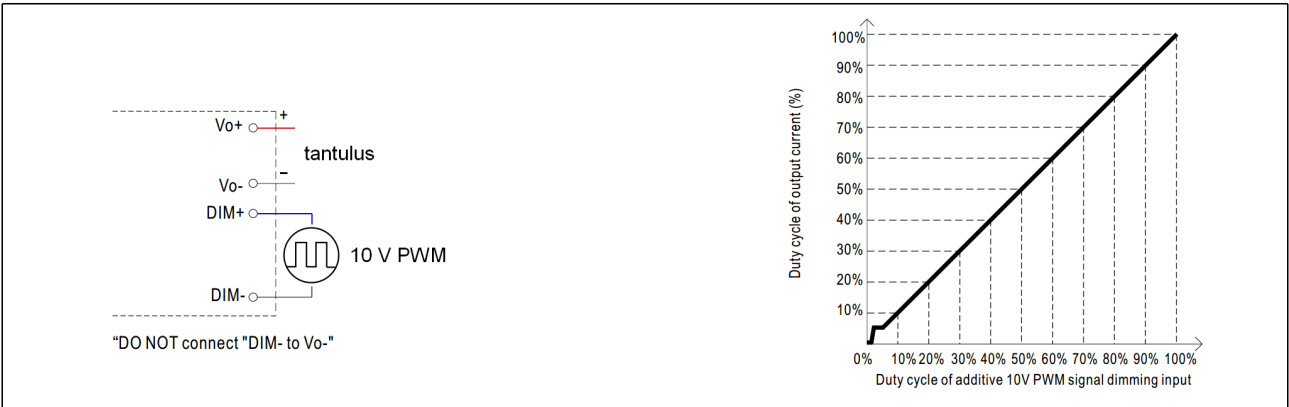 Vo+
+
tantulus
Vo-
−
DIM+
10 V PWM
DIM-
“DO NOT connect "DIM- to Vo-"
Duty cycle of output current (%)
100%
90%
80%
70%
60%
50%
40%
30%
20%
10%
0% 10% 20% 30% 40% 50% 60% 70% 80% 90% 100%
Duty cycle of additive 10V PWM signal dimming input